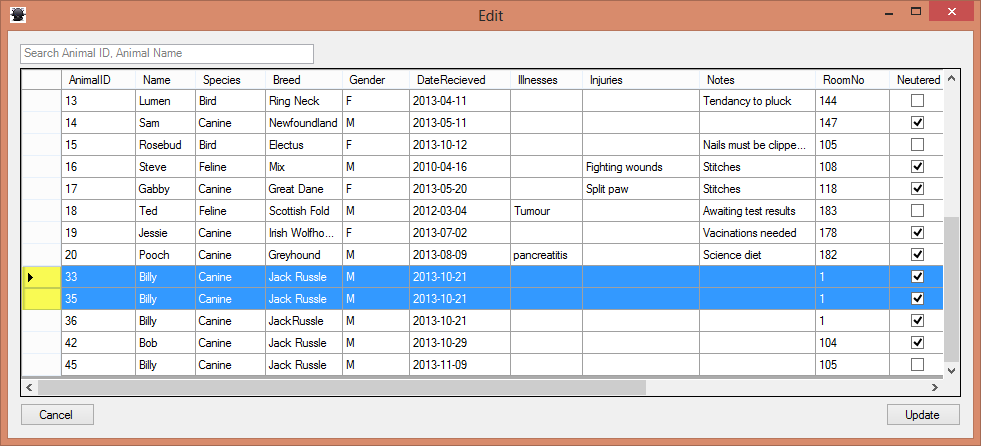 Edit
Search Animal ID, Animal Name
AnimalID Name Species Breed Gender DateRecieved Illnesses Injuries Notes RoomNo Neutered
13 Lumen Bird Ring Neck F 2013-04-11 Tendancy to pluck 144
14 Sam Canine Newfoundland M 2013-05-11 147
15 Rosebud Bird Electus F 2013-10-12 Nails must be clippe... 105
16 Steve Feline Mix M 2010-04-16 Fighting wounds Stitches 108
17 Gabby Canine Great Dane F 2013-05-20 Split paw Stitches 118
18 Ted Feline Scottish Fold M 2012-03-04 Tumour Awaiting test results 183
19 Jessie Canine Irish Wolfho... F 2013-07-02 Vacinations needed 178
20 Pooch Canine Greyhound M 2013-08-09 pancreatitis Science diet 182
33 Billy Canine Jack Russle M 2013-10-21 1
35 Billy Canine Jack Russle M 2013-10-21 1
36 Billy Canine JackRussle M 2013-10-21 1
42 Bob Canine Jack Russle M 2013-10-29 104
45 Billy Canine Jack Russle M 2013-11-09 105
Cancel Update